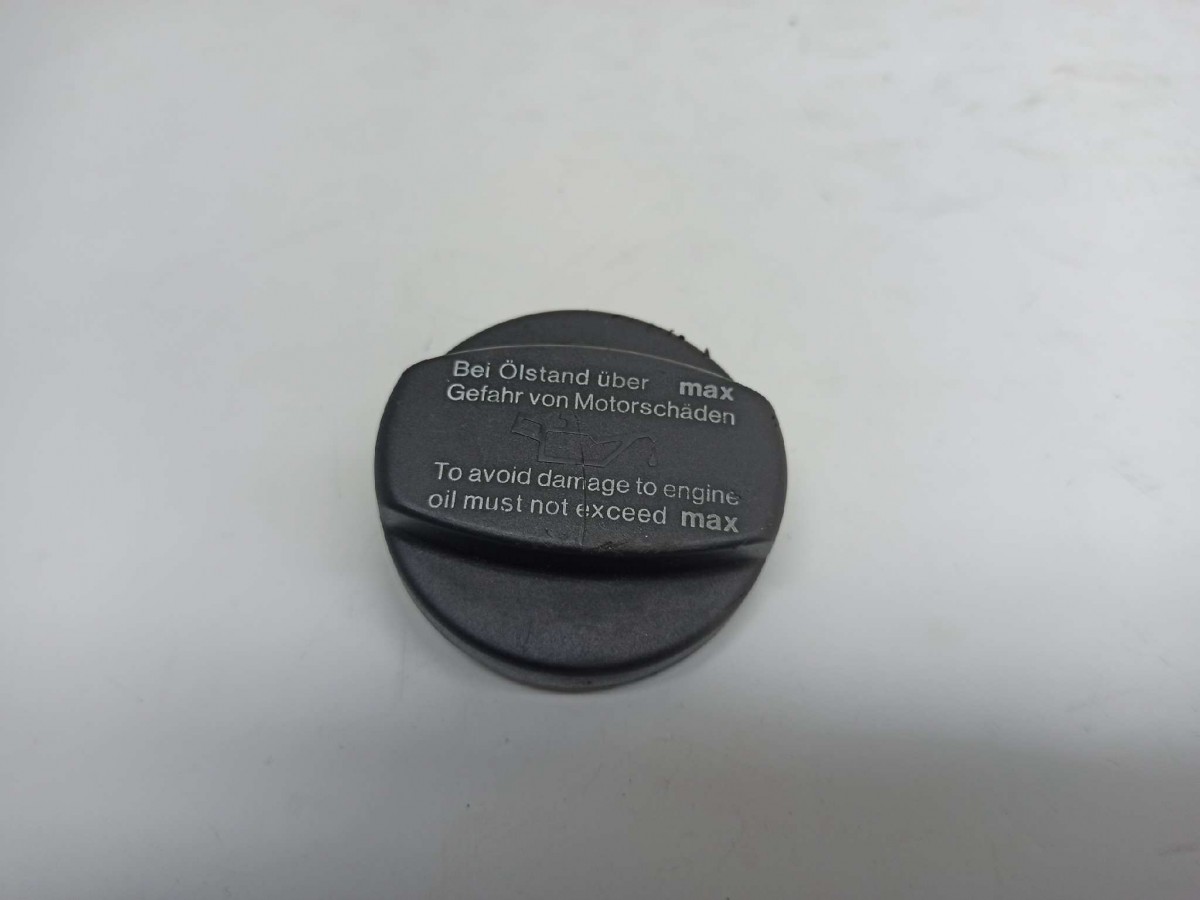 Bei Ölstand über max
Gefahr von Motorschäden
To avoid damage to engine
oil must not exceed max